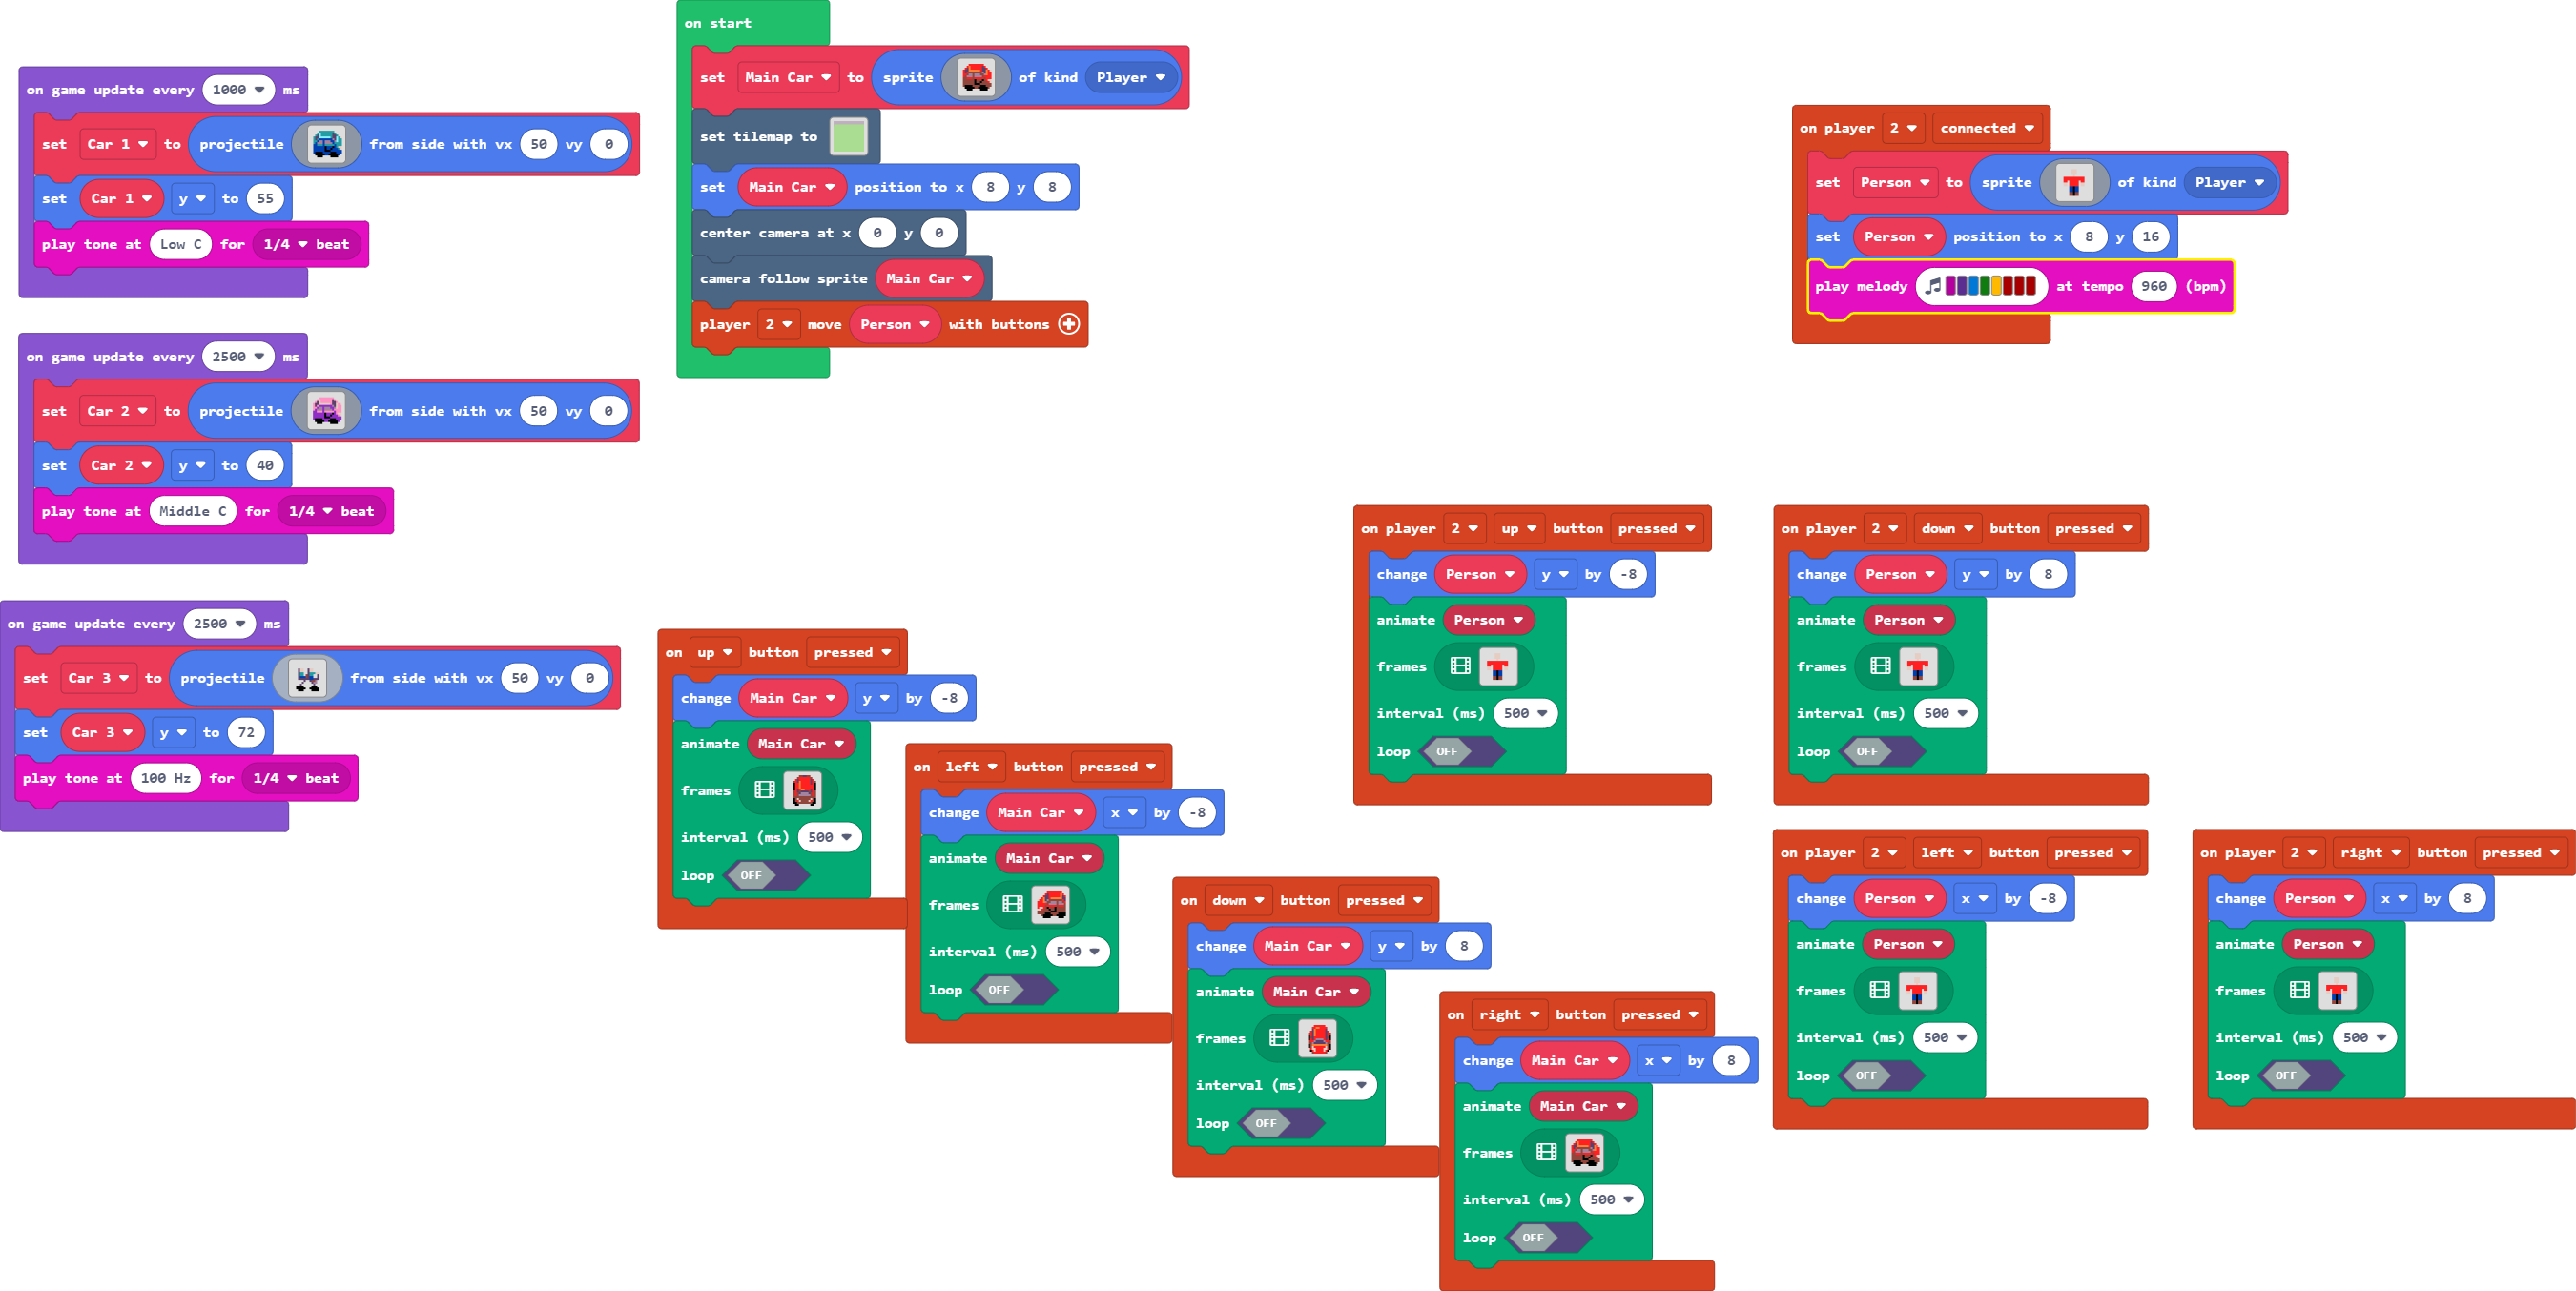 on game update every 1000 ms
set Car 1 to projectile from side with vx 50 vy 0
set Car 1 y to 55
play tone at Low C for 1/4 beat
on game update every 2500 ms
set Car 2 to projectile from side with vx 50 vy 0
set Car 2 y to 40
play tone at Middle C for 1/4 beat
on game update every 2500 ms
set Car 3 to projectile from side with vx 50 vy 0
set Car 3 y to 72
play tone at 100 Hz for 1/4 beat
on start
set Main Car to sprite of kind Player
set tilemap to
set Main Car position to x 8 y 8
center camera at x 0 y 0
camera follow sprite Main Car
player 2 move Person with buttons
on player 2 connected
set Person to sprite of kind Player
set Person position to x 8 y 16
play melody at tempo 960 (bpm)
on up button pressed
change Main Car y by -8
animate Main Car
frames
interval (ms) 500
loop OFF
on left button pressed
change Main Car x by -8
animate Main Car
frames
interval (ms) 500
loop OFF
on down button pressed
change Main Car y by 8
animate Main Car
frames
interval (ms) 500
loop OFF
on right button pressed
change Main Car x by 8
animate Main Car
frames
interval (ms) 500
loop OFF
on player 2 up button pressed
change Person y by -8
animate Person
frames
interval (ms) 500
loop OFF
on player 2 down button pressed
change Person y by 8
animate Person
frames
interval (ms) 500
loop OFF
on player 2 left button pressed
change Person x by -8
animate Person
frames
interval (ms) 500
loop OFF
on player 2 right button pressed
change Person x by 8
animate Person
frames
interval (ms) 500
loop OFF